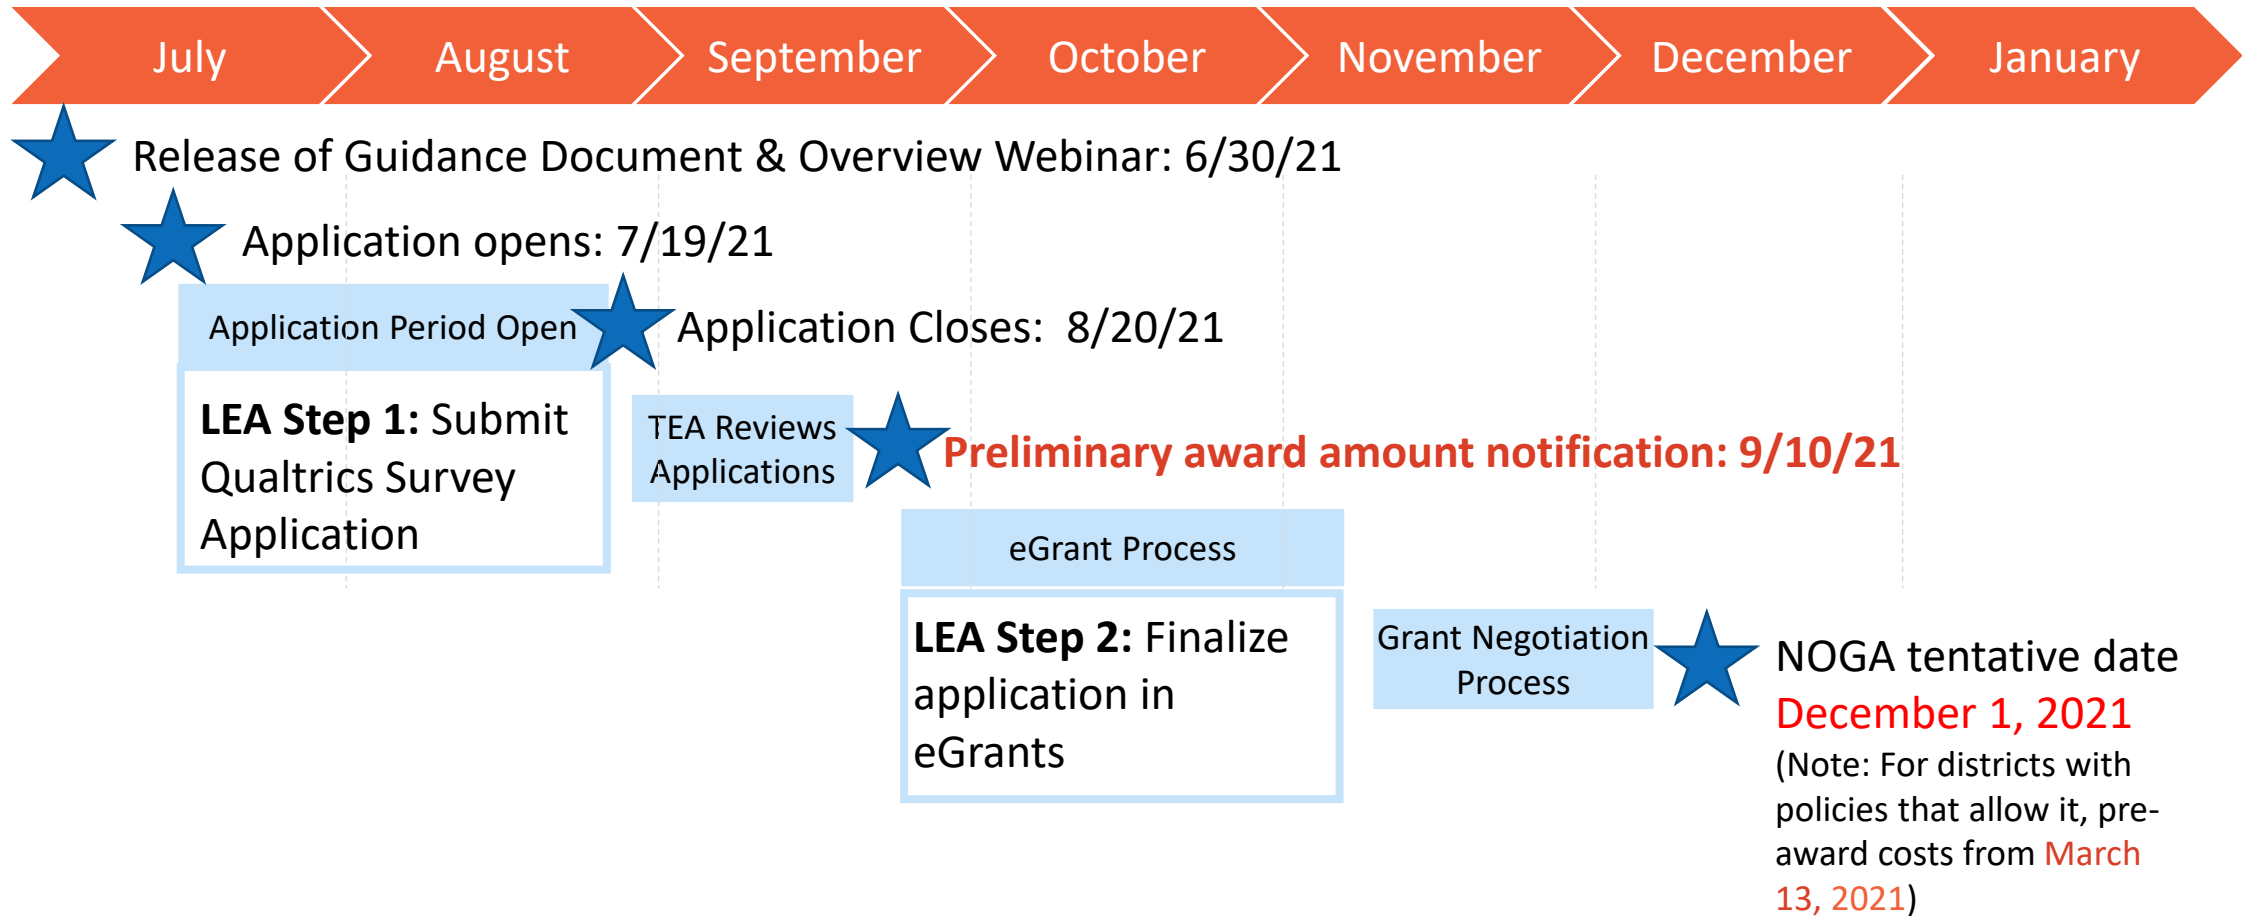 July August September October November December January
Release of Guidance Document & Overview Webinar: 6/30/21
Application opens: 7/19/21
Application Period Open
Application Closes: 8/20/21
LEA Step 1: Submit
Qualtrics Survey
Application
TEA Reviews
Applications
Preliminary award amount notification: 9/10/21
eGrant Process
LEA Step 2: Finalize
application in
eGrants
Grant Negotiation
Process
NOGA tentative date
December 1, 2021
(Note: For districts with
policies that allow it, pre-
award costs from March
13, 2021)